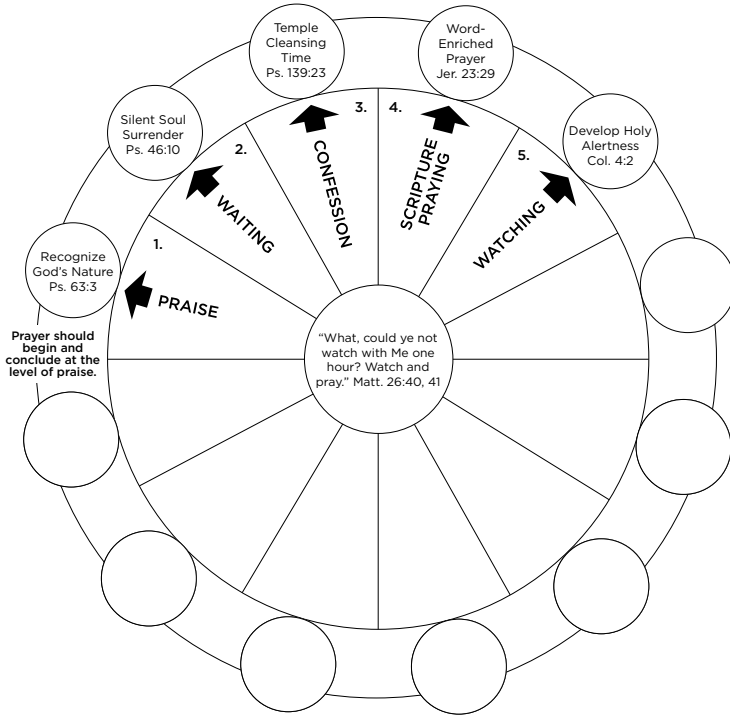 Temple
Cleansing
Time
Ps. 139:23
Word-
Enriched
Prayer
Jer. 23:29
Silent Soul
Surrender
Ps. 46:10
Develop Holy
Alertness
Col. 4:2
Recognize
God's Nature
Ps. 63:3
Prayer should
begin and
conclude at the
level of praise.
1.
PRAISE
2.
WAITING
3.
CONFESSION
4.
SCRIPTURE
PRAYING
5.
WATCHING
“What, could ye not
watch with Me one
hour? Watch and
pray.” Matt. 26:40, 41